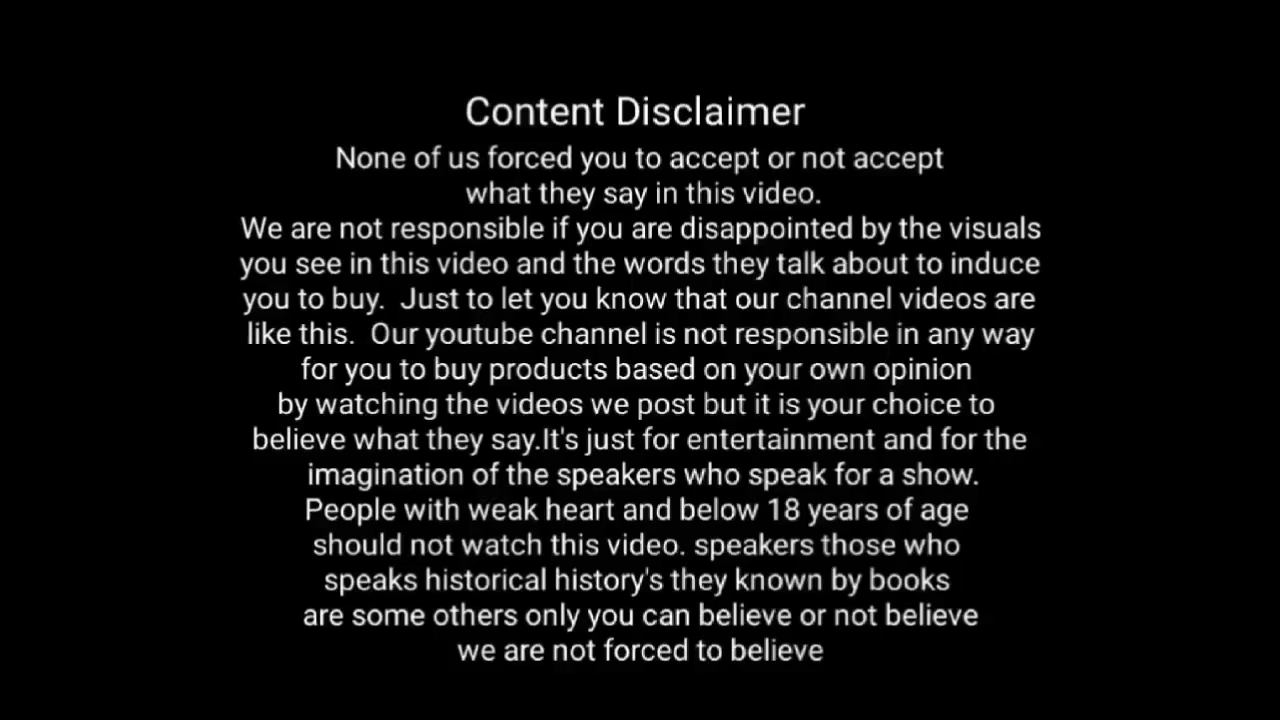 Content Disclaimer
None of us forced you to accept or not accept
what they say in this video.
We are not responsible if you are disappointed by the visuals
you see in this video and the words they talk about to induce
you to buy.  Just to let you know that our channel videos are
like this.  Our youtube channel is not responsible in any way
for you to buy products based on your own opinion
by watching the videos we post but it is your choice to
believe what they say.It's just for entertainment and for the
imagination of the speakers who speak for a show.
People with weak heart and below 18 years of age
should not watch this video. speakers those who
speaks historical history's they known by books
are some others only you can believe or not believe
we are not forced to believe